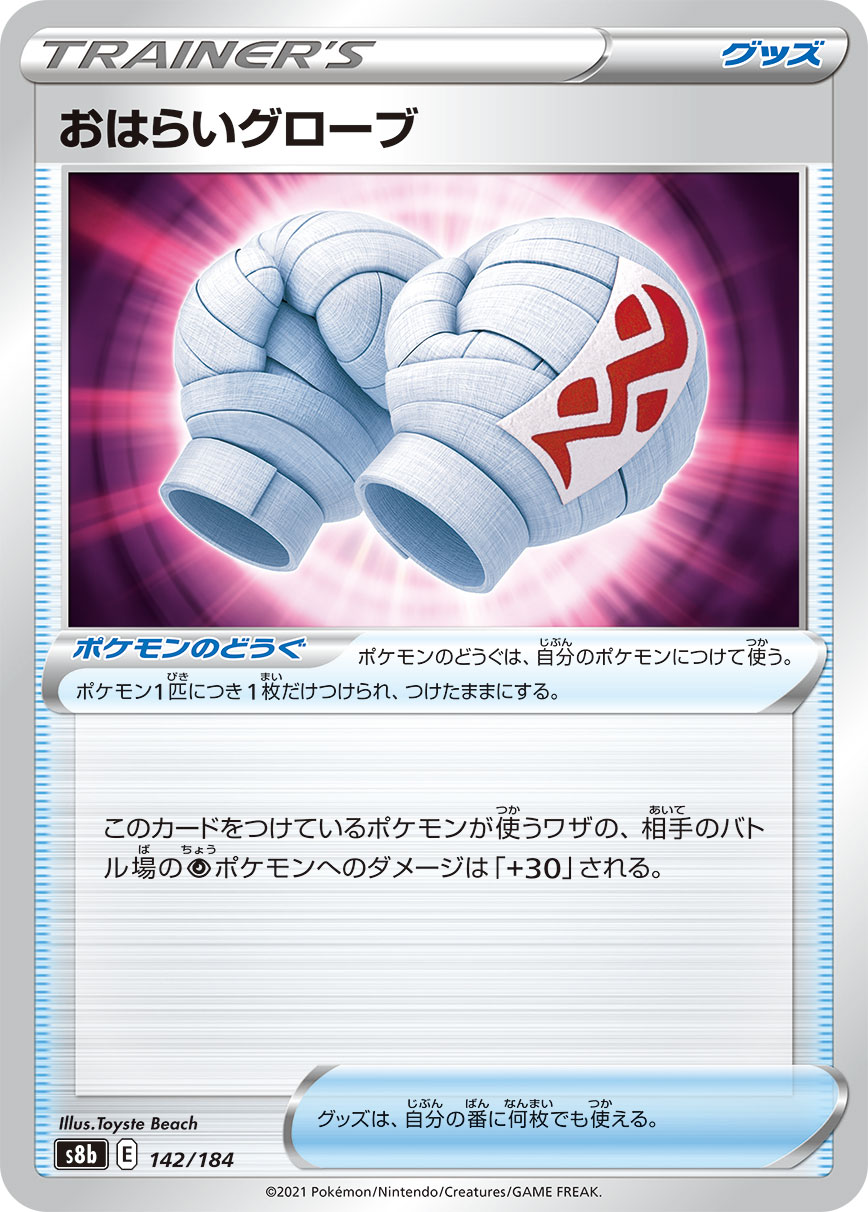 TRAINER'S グッズ
おはらいグローブ
ポケモンのどうぐ ポケモンのどうぐは、自分のポケモンにつけて使う。
ポケモン1匹につき1枚だけつけられ、つけたままにする。
このカードをつけているポケモンが使うワザの、相手のバト
ル場の超ポケモンへのダメージは「+30」される。
グッズは、自分の番に何枚でも使える。
Illus.Toyste Beach
s8b E 142/184
©2021 Pokémon/Nintendo/Creatures/GAME FREAK.